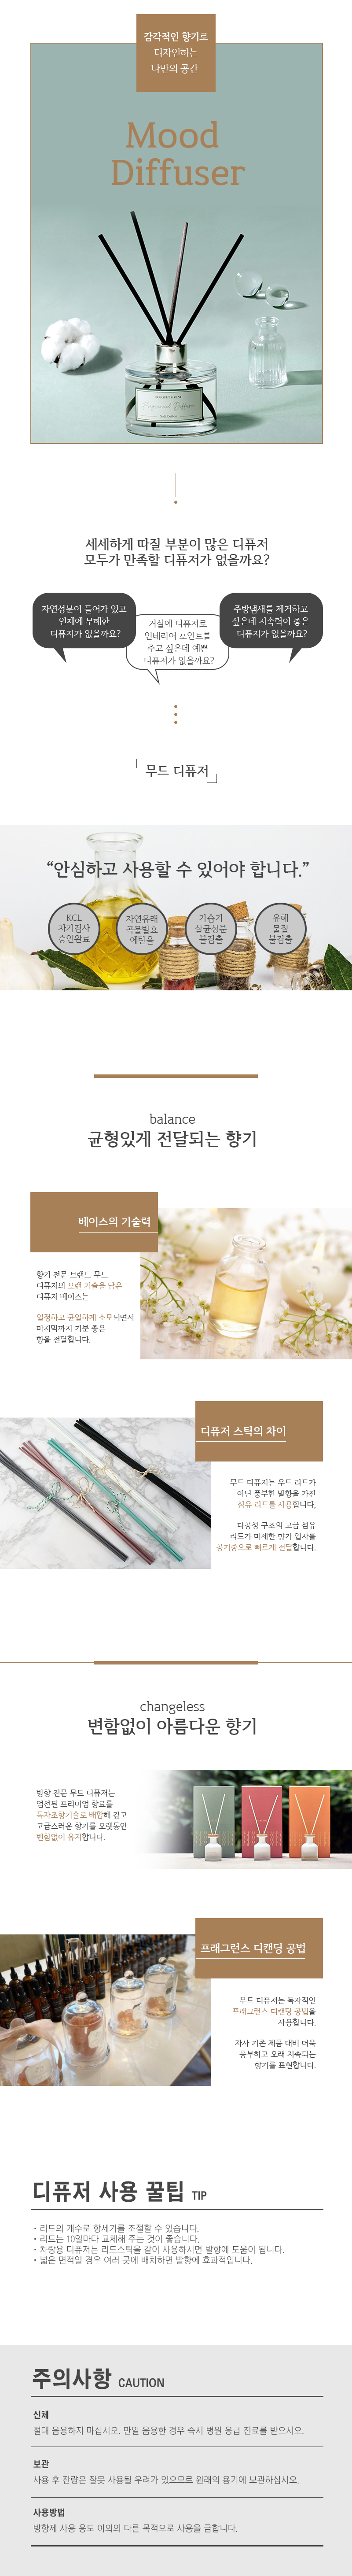 감각적인 향기로
디자인하는
나만의 공간
Mood
Diffuser
세세하게 따질 부분이 많은 디퓨저
모두가 만족할 디퓨저가 없을까요?
자연성분이 들어가 있고
인체에 무해한
디퓨저가 없을까요?
거실에 디퓨저로
인테리어 포인트를
주고 싶은데 예쁜
디퓨저가 없을까요?
주방냄새를 제거하고
싶은데 지속력이 좋은
디퓨저가 없을까요?
무드 디퓨저
“안심하고 사용할 수 있어야 합니다.”
KCL
자가검사
승인완료
자연유래
곡물발효
에탄올
가습기
살균성분
불검출
유해
물질
불검출
balance
균형있게 전달되는 향기
베이스의 기술력
향기 전문 브랜드 무드
디퓨저의 오랜 기술을 담은
디퓨저 베이스는
일정하고 균일하게 소모되면서
마지막까지 기분 좋은
향을 전달합니다.
디퓨저 스틱의 차이
무드 디퓨저는 우드 리드가
아닌 풍부한 발향을 가진
섬유 리드를 사용합니다.
다공성 구조의 고급 섬유
리드가 미세한 향기 입자를
공기중으로 빠르게 전달합니다.
changeless
변함없이 아름다운 향기
방향 전문 무드 디퓨저는
엄선된 프리미엄 향료를
독자조향기술로 배합해 깊고
고급스러운 향기를 오랫동안
변함없이 유지합니다.
프래그런스 디캔딩 공법
무드 디퓨저는 독자적인
프래그런스 디캔딩 공법을
사용합니다.
자사 기존 제품 대비 더욱
풍부하고 오래 지속되는
향기를 표현합니다.
디퓨저 사용 꿀팁 TIP
• 리드의 개수로 향세기를 조절할 수 있습니다.
• 리드는 10일마다 교체해 주는 것이 좋습니다.
• 차량용 디퓨저는 리드스틱을 같이 사용하시면 발향에 도움이 됩니다.
• 넓은 면적일 경우 여러 곳에 배치하면 발향에 효과적입니다.
주의사항 CAUTION
신체
절대 음용하지 마십시오. 만일 음용한 경우 즉시 병원 응급 진료를 받으시오.
보관
사용 후 잔량은 잘못 사용될 우려가 있으므로 원래의 용기에 보관하십시오.
사용방법
방향제 사용 용도 이외의 다른 목적으로 사용을 금합니다.